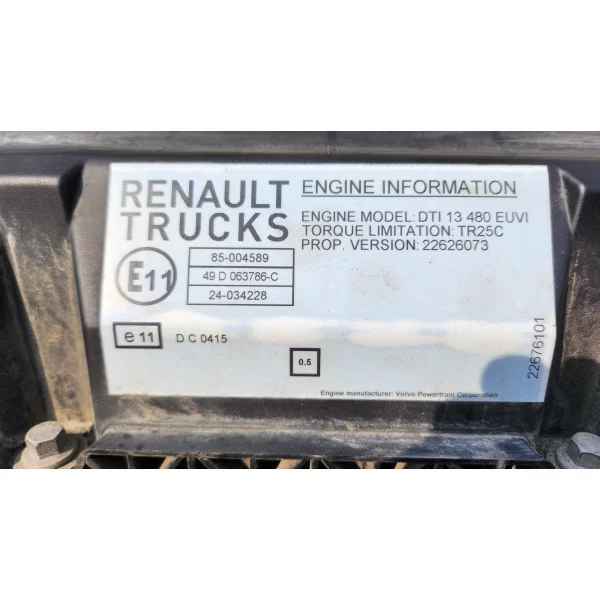 RENAULT
TRUCKS
E11
85-004589
49 D 063786-C
24-034228
e 11
D C 0415
0.5
ENGINE INFORMATION
ENGINE MODEL: DTI 13 480 EUVI
TORQUE LIMITATION: TR25C
PROP. VERSION: 22626073
22676101
Engine manufacturer: Volvo Powertrain Corporation